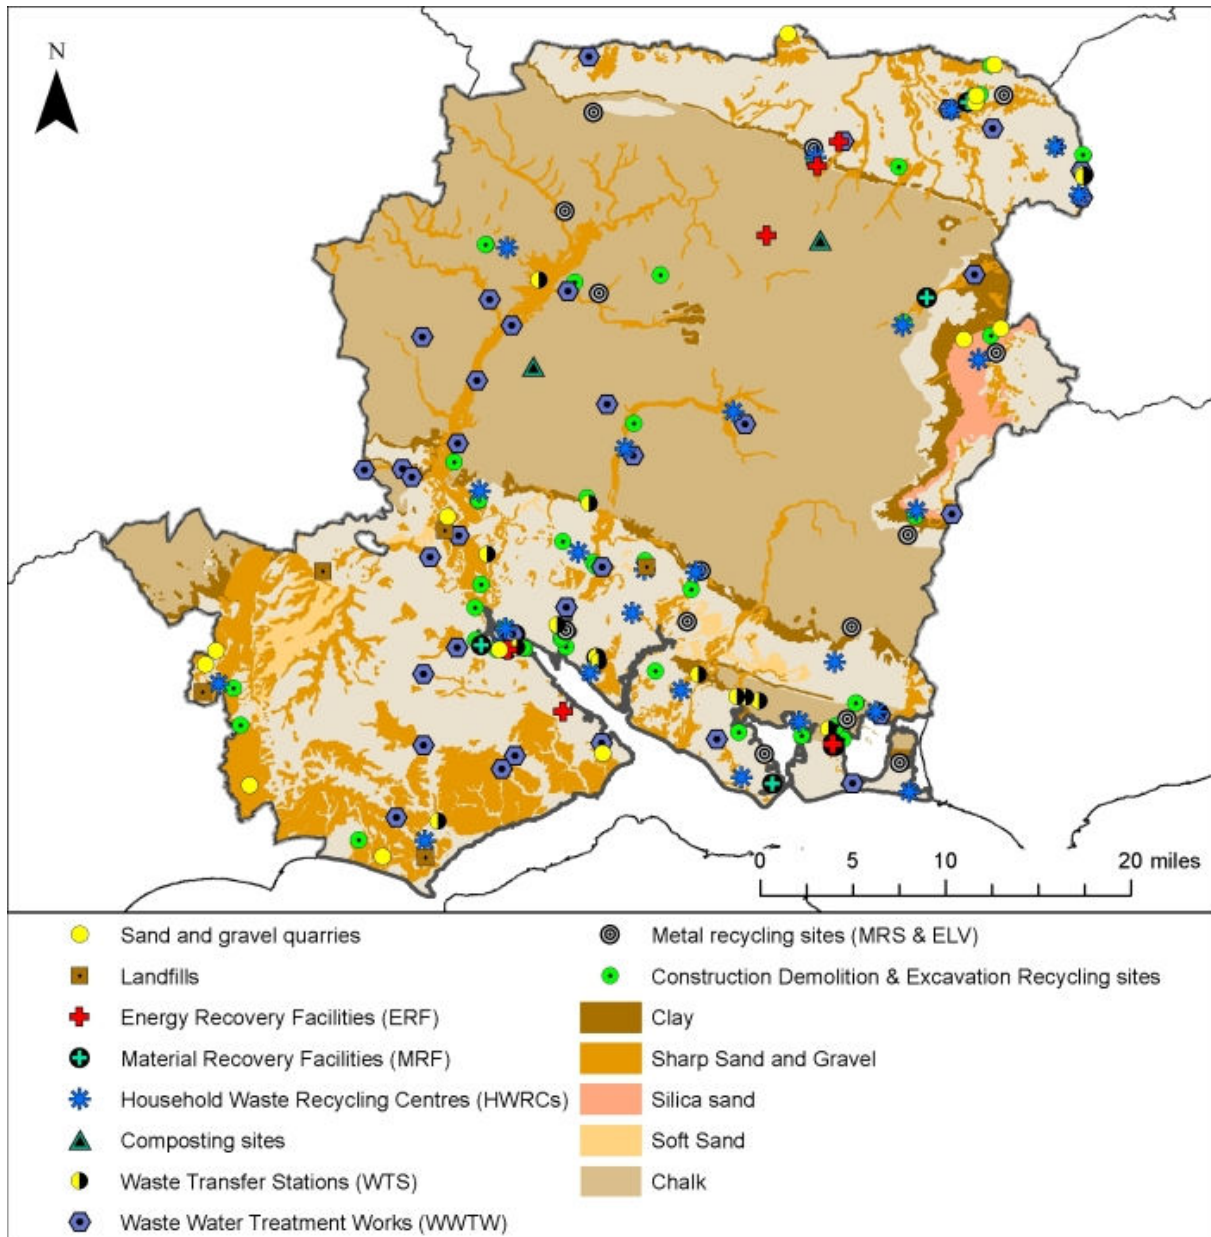 N
0 5 10 20 miles
Sand and gravel quarries
Landfills
Energy Recovery Facilities (ERF)
Material Recovery Facilities (MRF)
Household Waste Recycling Centres (HWRCs)
Composting sites
Waste Transfer Stations (WTS)
Waste Water Treatment Works (WWTW)
Metal recycling sites (MRS & ELV)
Construction Demolition & Excavation Recycling sites
Clay
Sharp Sand and Gravel
Silica sand
Soft Sand
Chalk